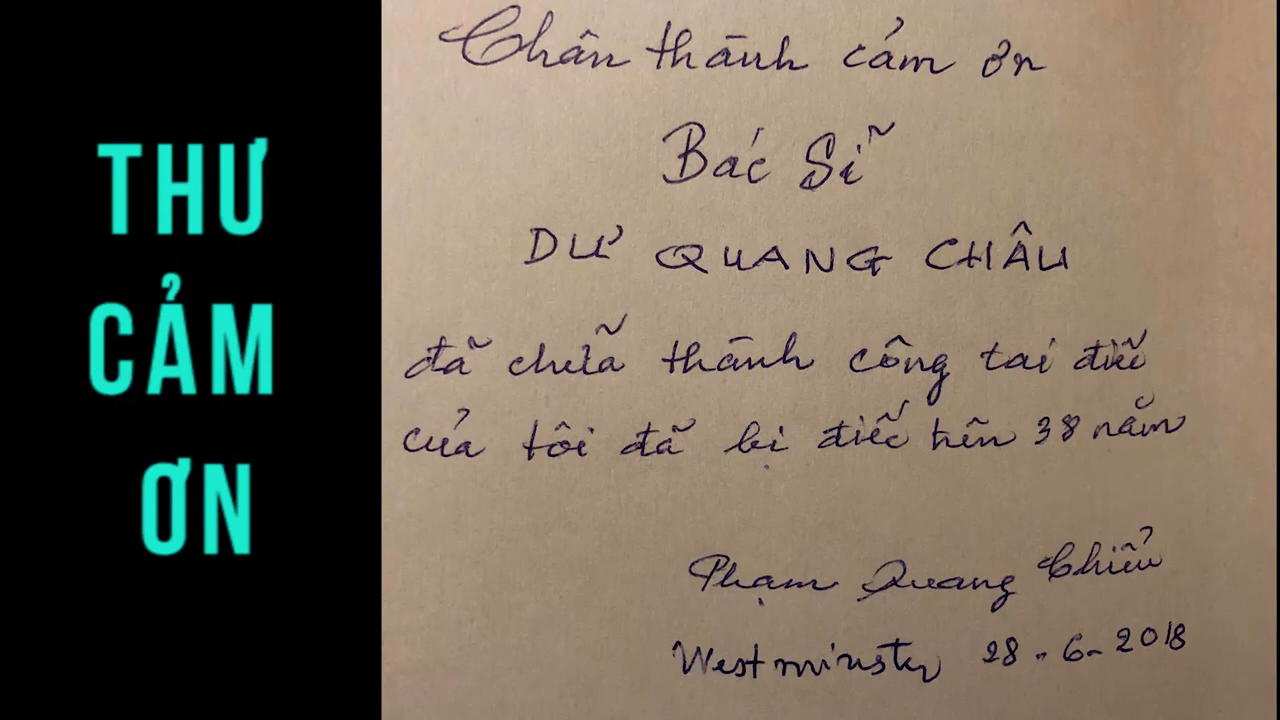 THƯ
CẢM
ƠN
Chân thành cảm ơn
Bác Sĩ
DƯ QUANG CHÂU
đã chữa thành công tai điếc
của tôi đã bị điếc trên 38 năm
Phạm Quang Chiểu
Westminster 28-6-2018